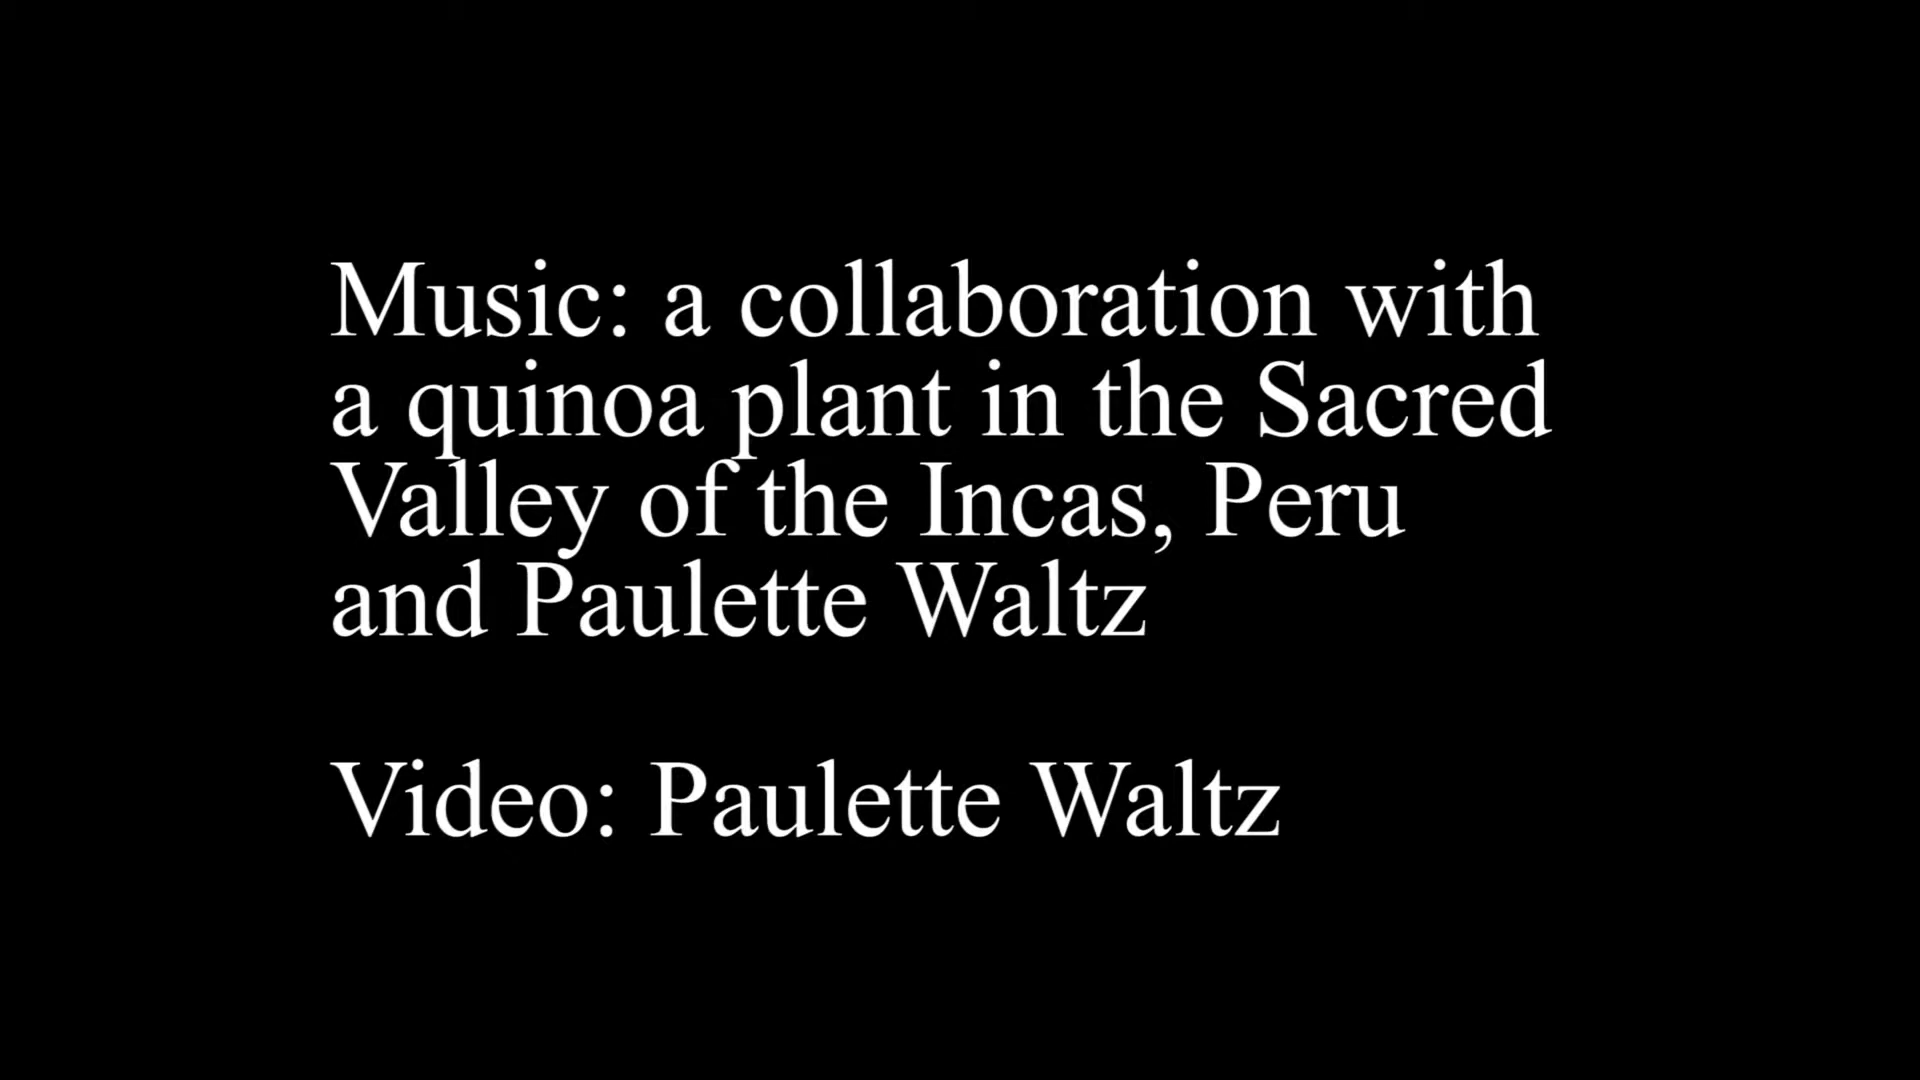 Music: a collaboration with
a quinoa plant in the Sacred
Valley of the Incas, Peru
and Paulette Waltz
Video: Paulette Waltz